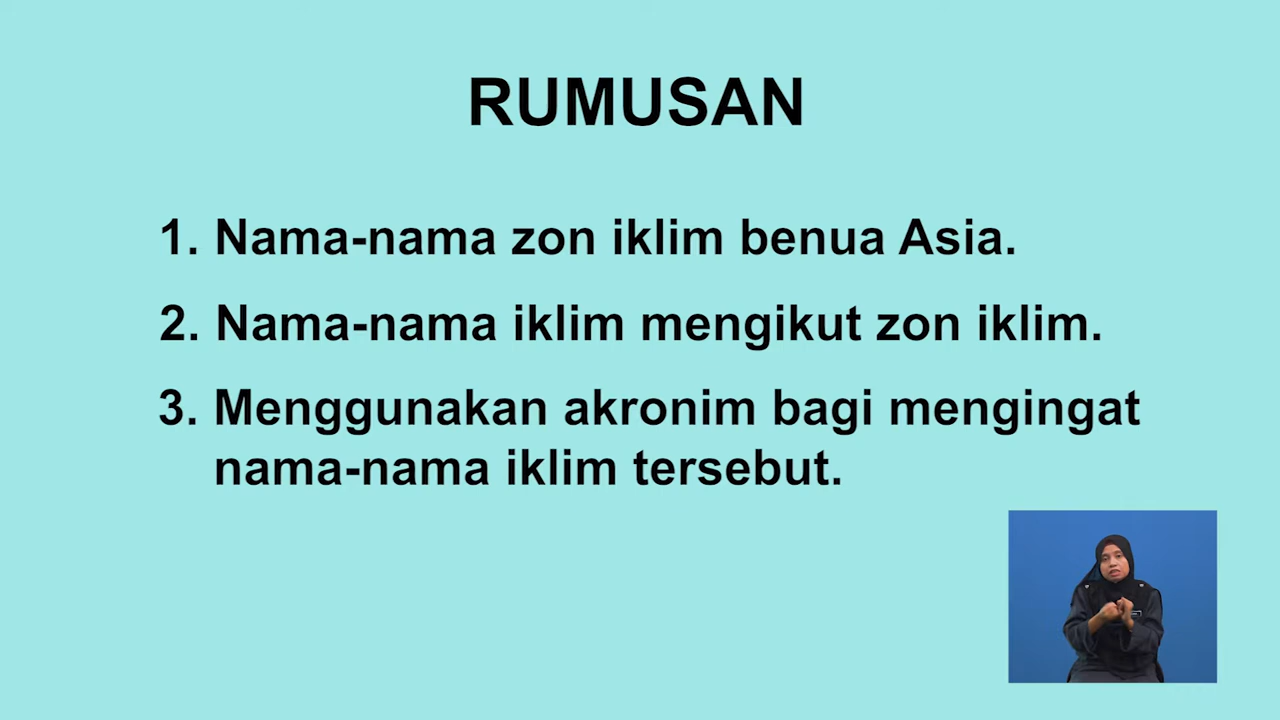 RUMUSAN
1. Nama-nama zon iklim benua Asia.
2. Nama-nama iklim mengikut zon iklim.
3. Menggunakan akronim bagi mengingat
nama-nama iklim tersebut.